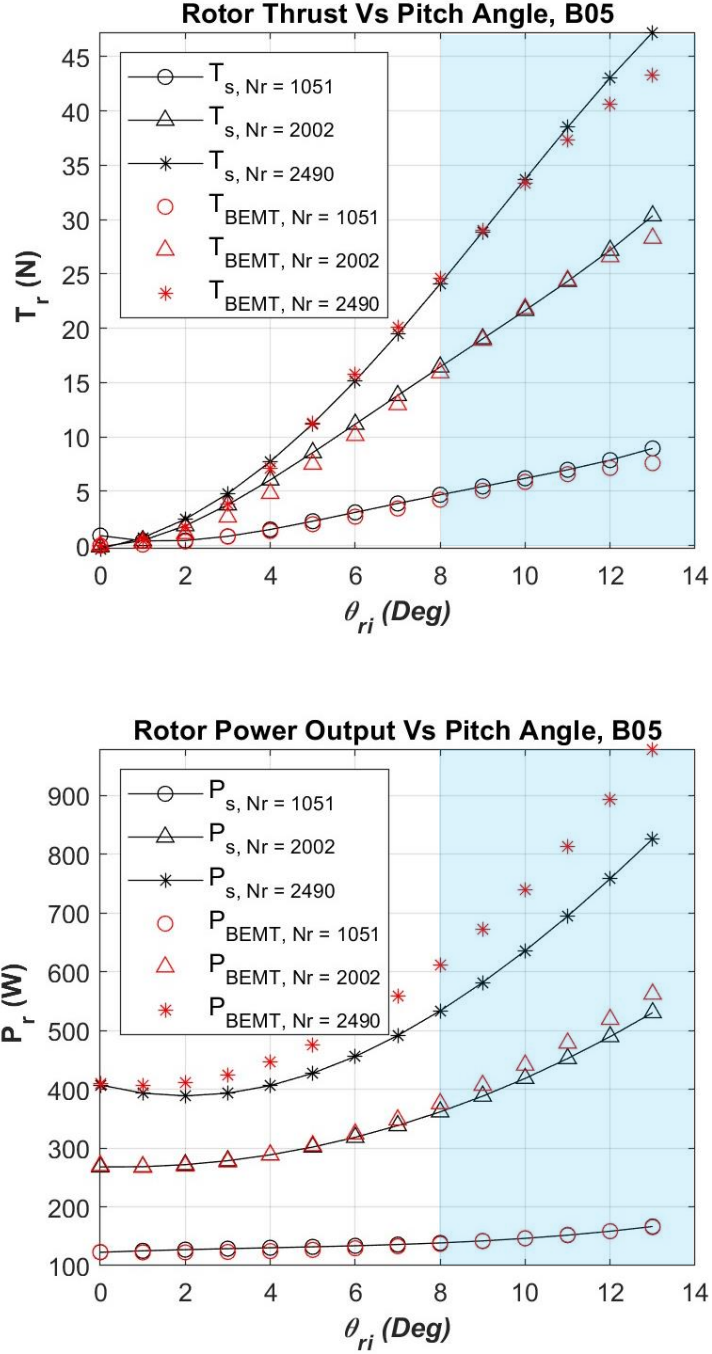 Rotor Thrust Vs Pitch Angle, B05
45
40
35
30
25
20
15
10
5
0
T_r (N)
T_s, Nr = 1051
T_s, Nr = 2002
T_s, Nr = 2490
T_BEMT, Nr = 1051
T_BEMT, Nr = 2002
T_BEMT, Nr = 2490
0 2 4 6 8 10 12 14
θ_ri (Deg)
Rotor Power Output Vs Pitch Angle, B05
900
800
700
600
500
400
300
200
100
P_r (W)
P_s, Nr = 1051
P_s, Nr = 2002
P_s, Nr = 2490
P_BEMT, Nr = 1051
P_BEMT, Nr = 2002
P_BEMT, Nr = 2490
0 2 4 6 8 10 12 14
θ_ri (Deg)